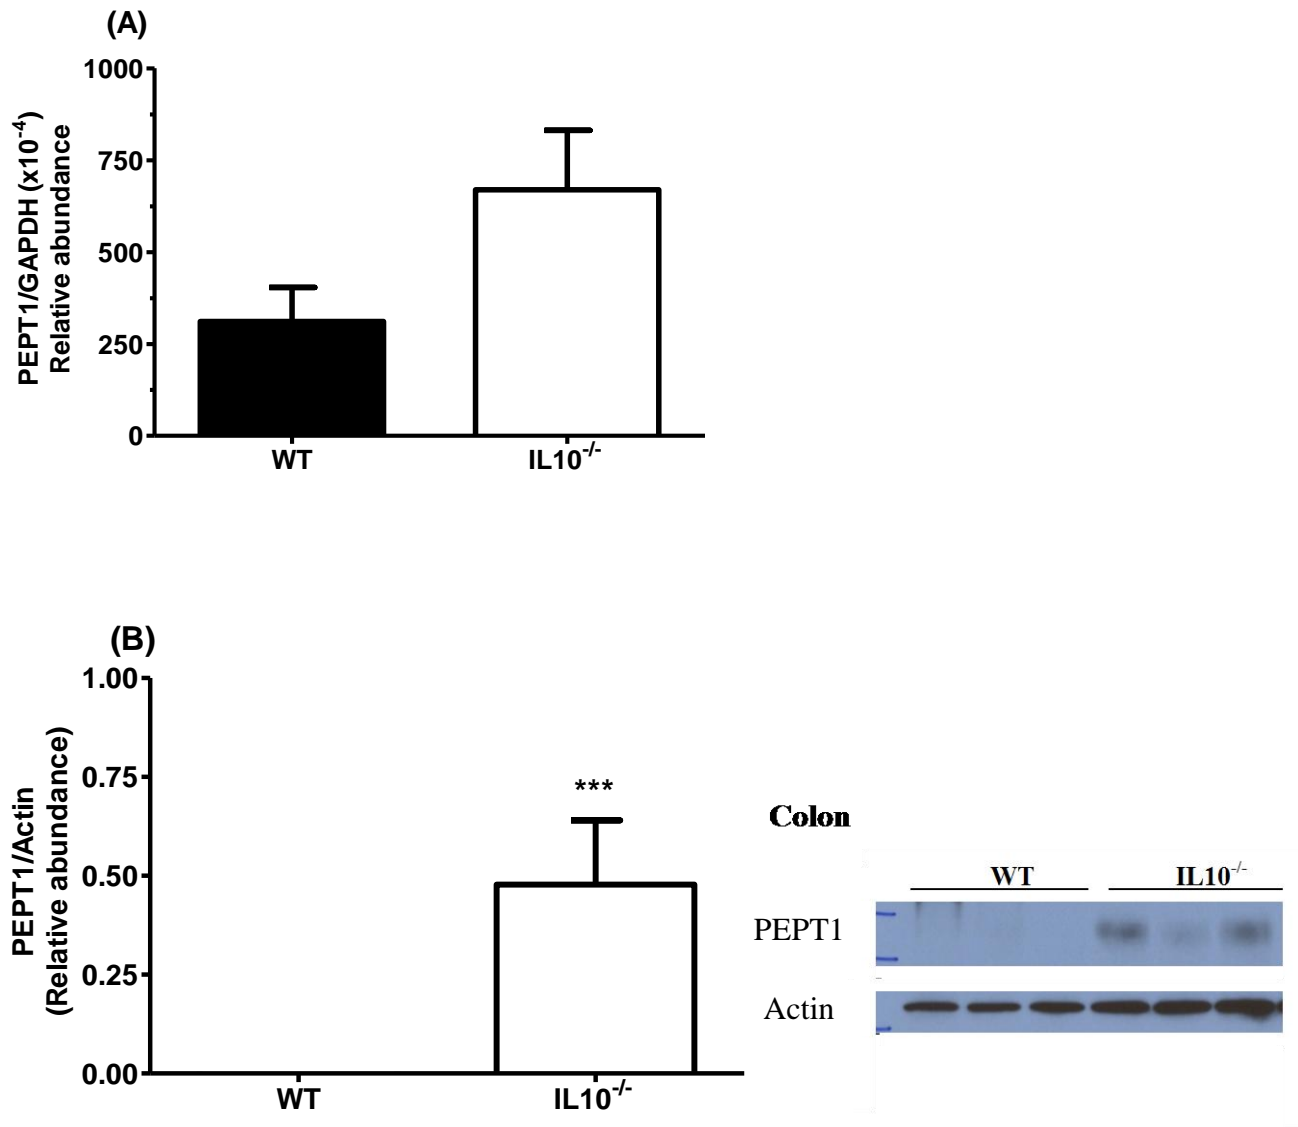 (A)
1000
750
500
250
0
PEPT1/GAPDH (x10⁻⁴)
Relative abundance
WT
IL10⁻/⁻
(B)
1.00
0.75
0.50
0.25
0.00
PEPT1/Actin
(Relative abundance)
***
WT
IL10⁻/⁻
Colon
WT
IL10⁻/⁻
PEPT1
Actin